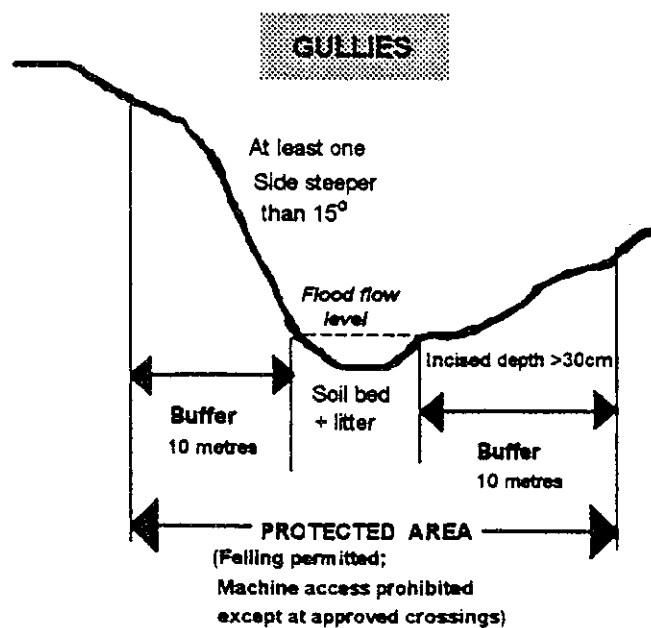 GULLIES
At least one
Side steeper
than 15°
Flood flow
level
Incised depth >30cm
Soil bed
+ litter
Buffer
10 metres
Buffer
10 metres
PROTECTED AREA
(Felling permitted;
Machine access prohibited
except at approved crossings)